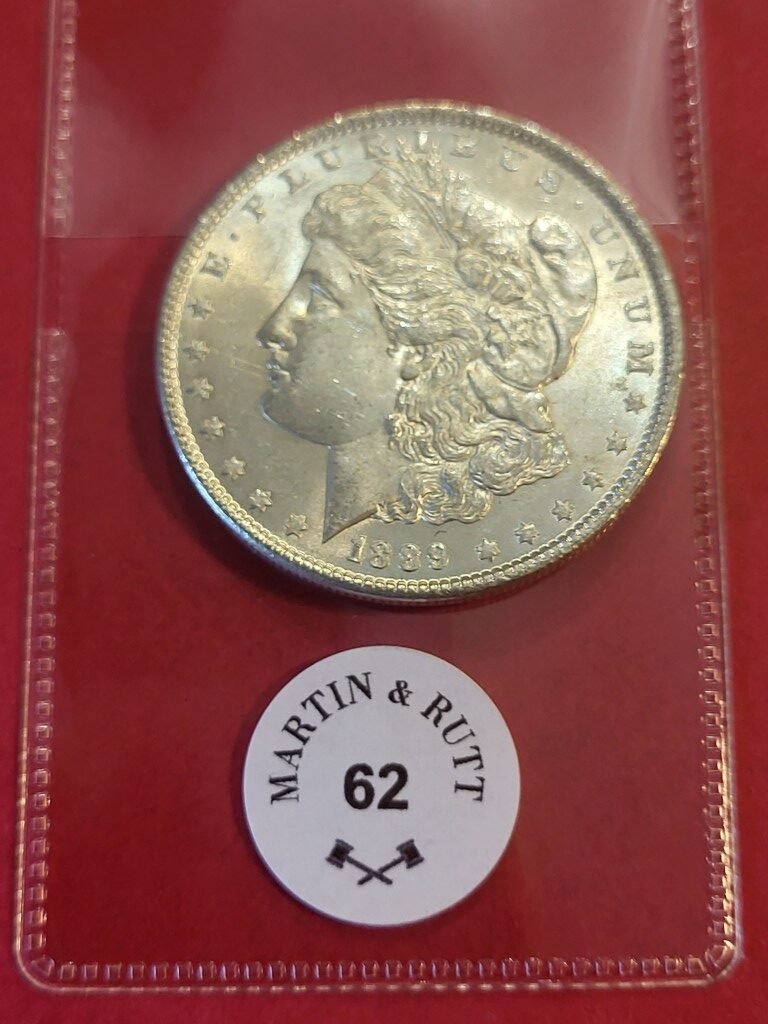 E · PLURIBUS · UNUM
1889
MARTIN & RUTT
62